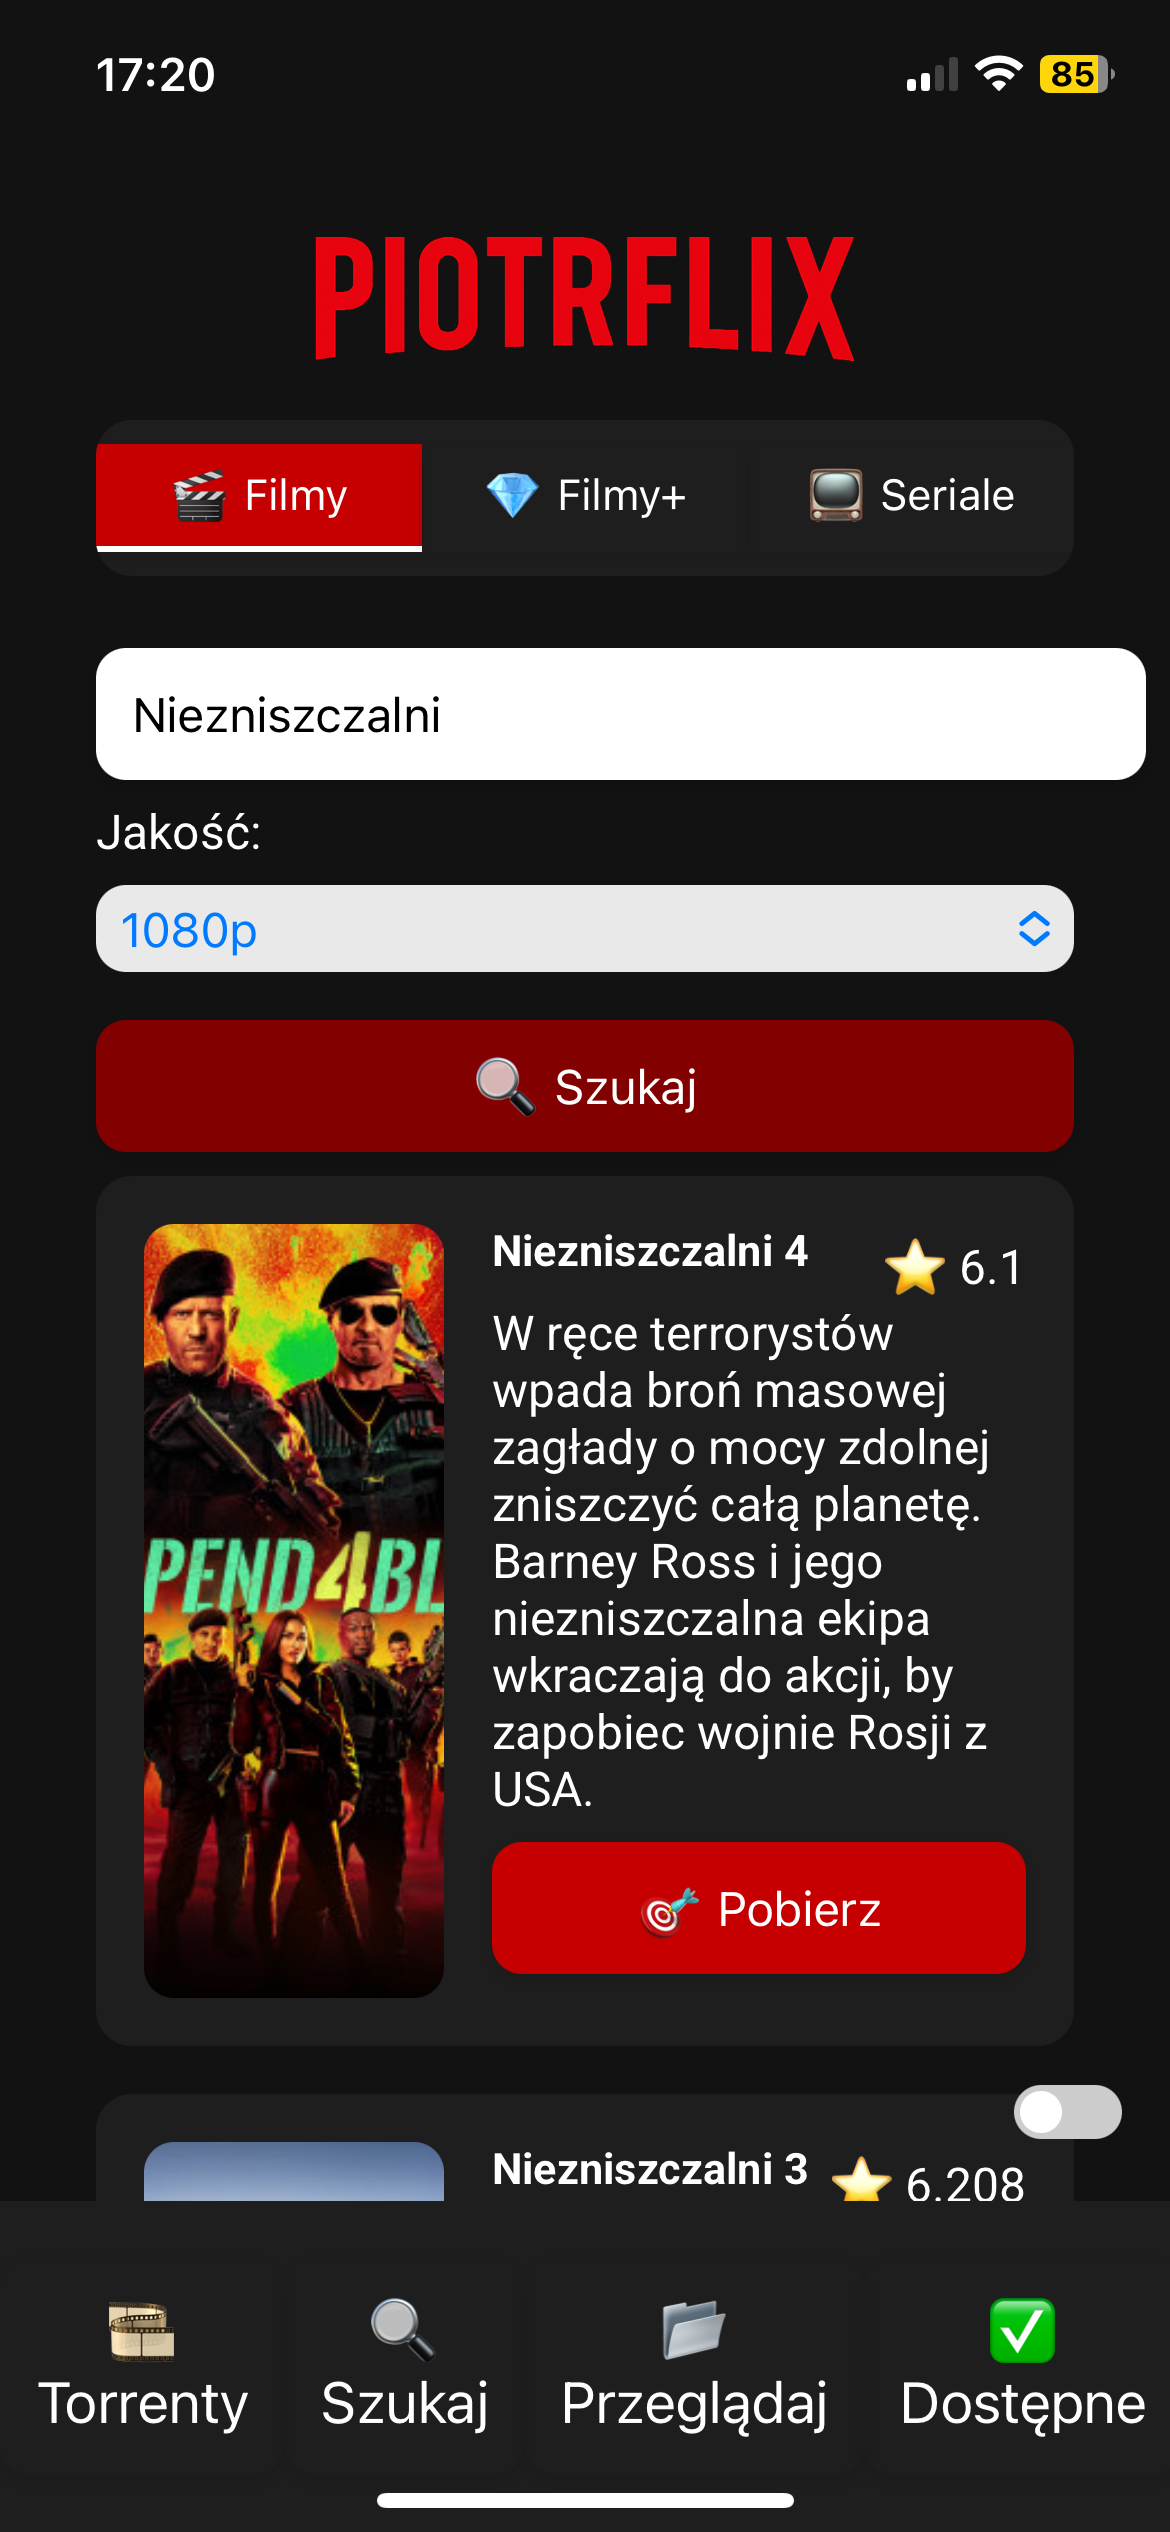 17:20
85
PIOTRFLIX
Filmy
Filmy+
Seriale
Niezniszczalni
Jakość:
1080p
Szukaj
Niezniszczalni 4
6.1
W ręce terrorystów
wpada broń masowej
zagłady o mocy zdolnej
zniszczyć całą planetę.
Barney Ross i jego
niezniszczalna ekipa
wkraczają do akcji, by
zapobiec wojnie Rosji z
USA.
PEND4BL
Pobierz
Niezniszczalni 3
6.208
Torrenty
Szukaj
Przeglądaj
Dostępne